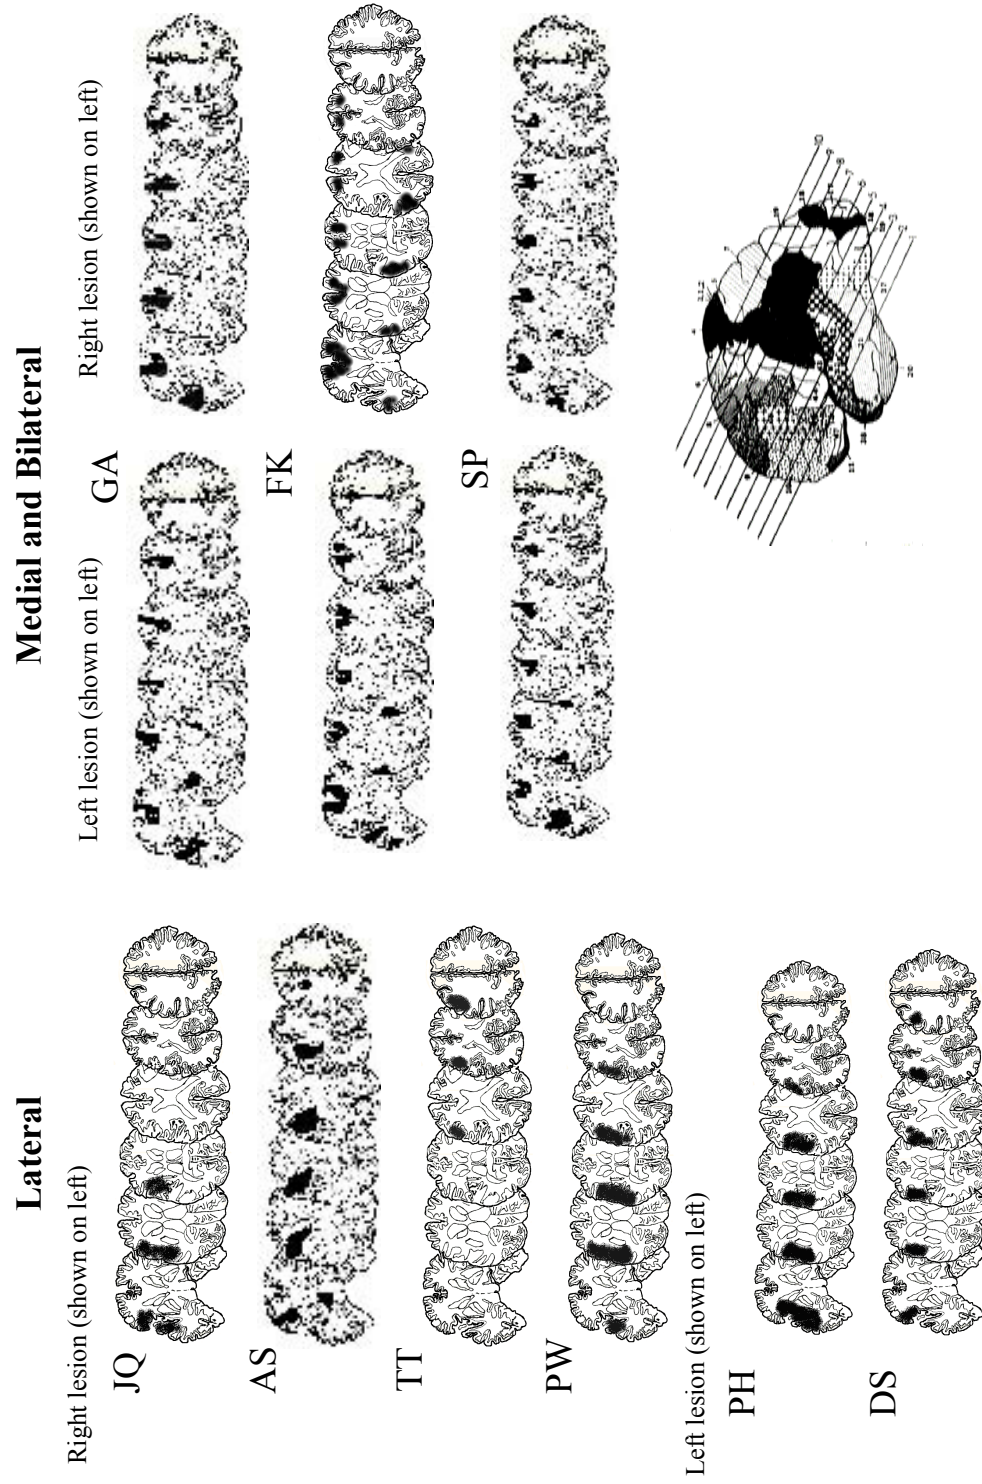 Lateral
Right lesion (shown on left)
JQ
AS
TT
PW
Left lesion (shown on left)
PH
DS
Medial and Bilateral
Left lesion (shown on left)
Right lesion (shown on left)
GA
FK
SP